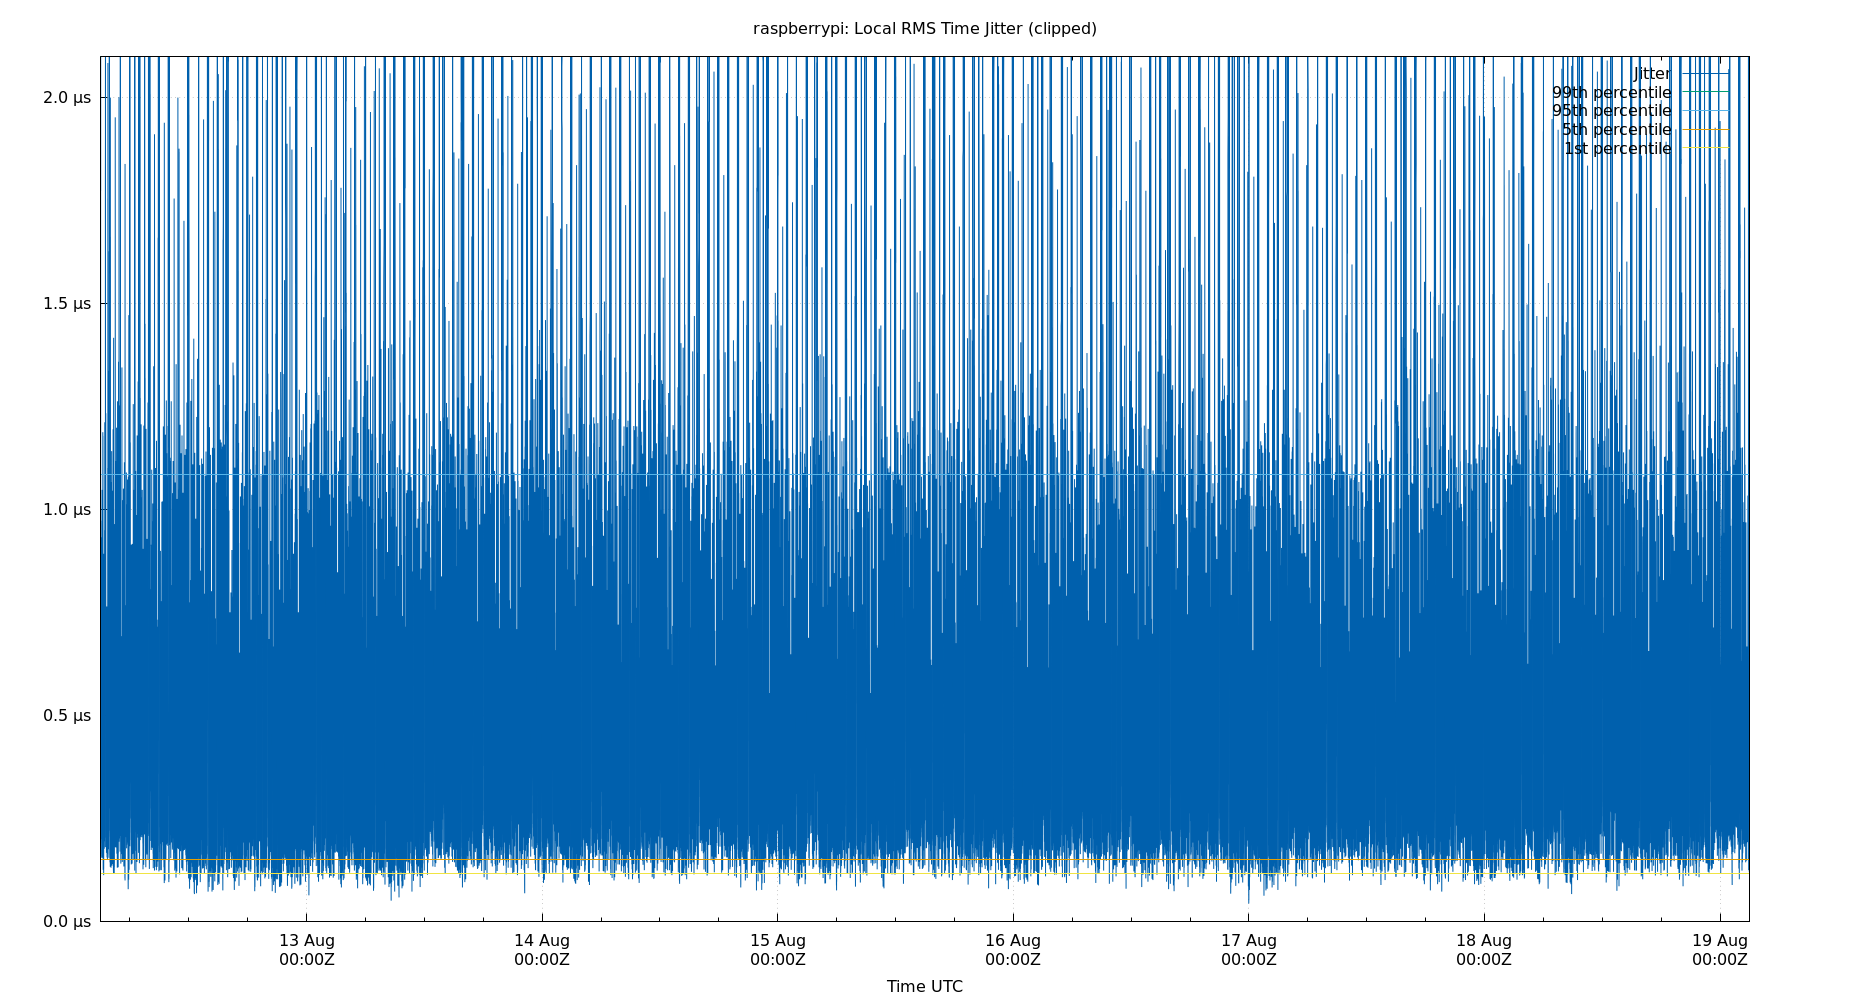 raspberrypi: Local RMS Time Jitter (clipped)
Jitter
99th percentile
95th percentile
5th percentile
1st percentile
2.0 µs
1.5 µs
1.0 µs
0.5 µs
0.0 µs
13 Aug 14 Aug 15 Aug 16 Aug 17 Aug 18 Aug 19 Aug
00:00Z 00:00Z 00:00Z 00:00Z 00:00Z 00:00Z 00:00Z
Time UTC